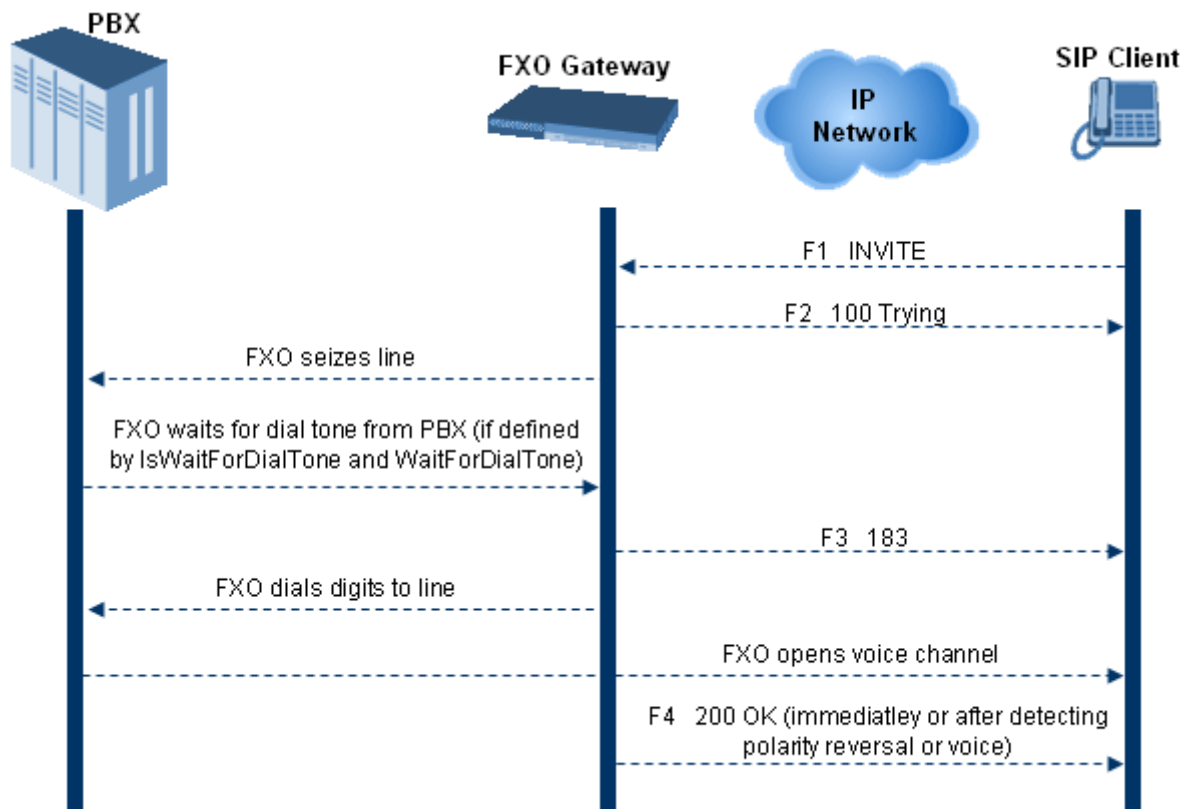 PBX
FXO Gateway
IP
Network
SIP Client
F1 INVITE
F2 100 Trying
FXO seizes line
FXO waits for dial tone from PBX (if defined
by IsWaitForDialTone and WaitForDialTone)
F3 183
FXO dials digits to line
FXO opens voice channel
F4 200 OK (immediatley or after detecting
polarity reversal or voice)